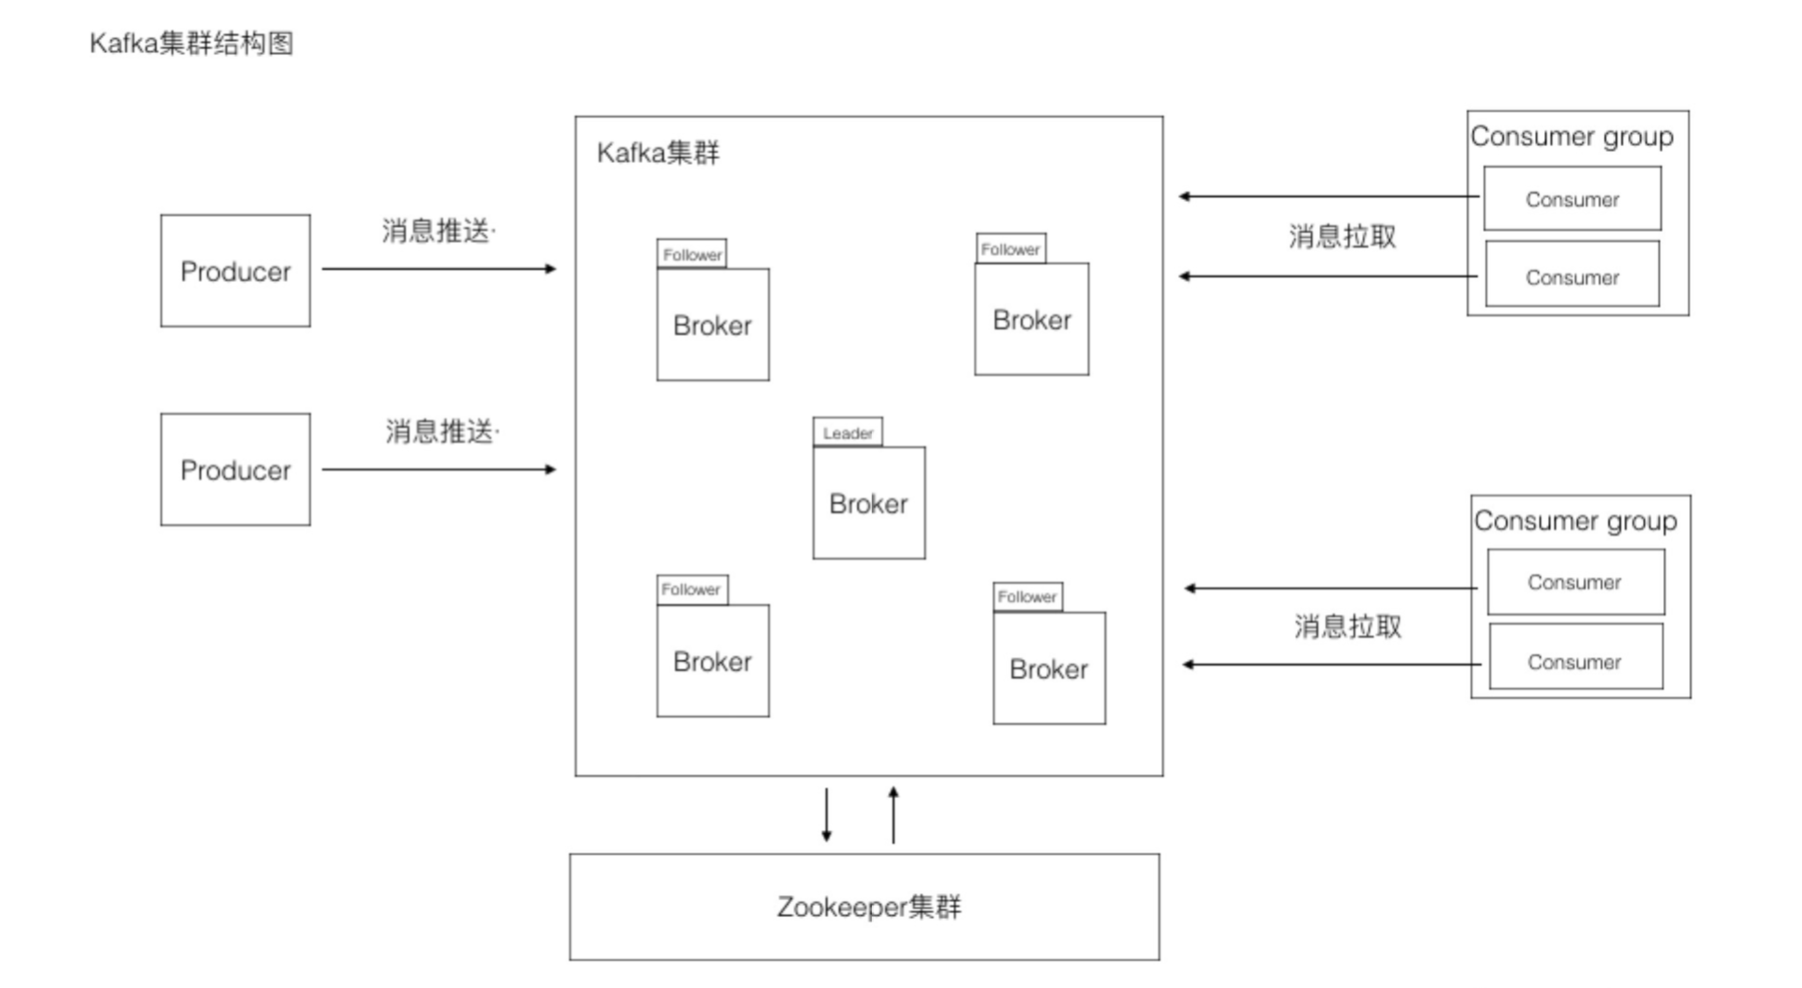 Kafka集群结构图
Kafka集群
Producer
消息推送·
Producer
消息推送·
Follower
Broker
Follower
Broker
Leader
Broker
Follower
Broker
Follower
Broker
Consumer group
Consumer
消息拉取
Consumer
Consumer group
Consumer
消息拉取
Consumer
Zookeeper集群